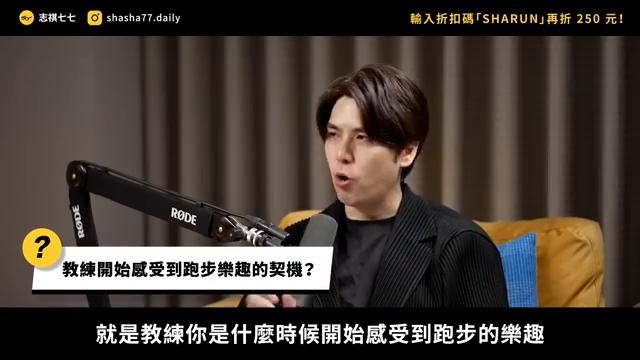 志祺七七
shasha77.daily
輸入折扣碼「SHARUN」再折 250 元!
RØDE
RØDE
?
教練開始感受到跑步樂趣的契機?
就是教練你是什麼時候開始感受到跑步的樂趣